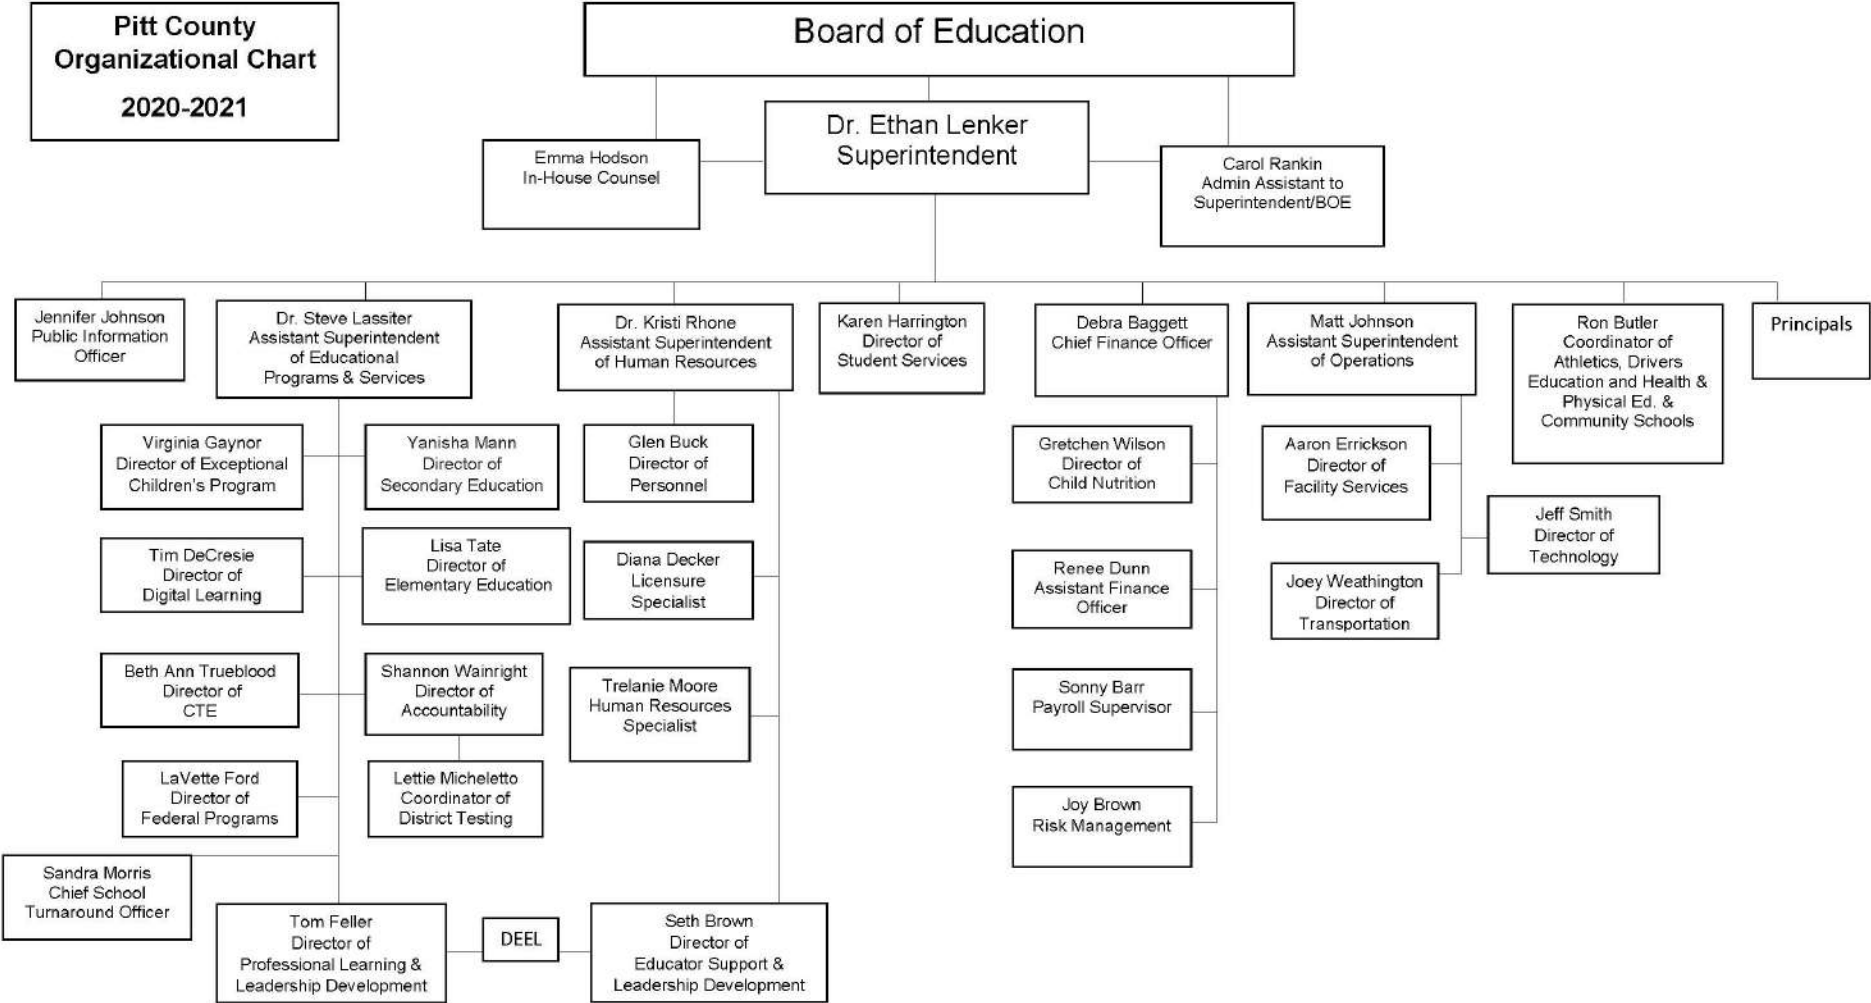 Pitt County
Organizational Chart
2020-2021
Board of Education
Dr. Ethan Lenker
Superintendent
Emma Hodson
In-House Counsel
Carol Rankin
Admin Assistant to
Superintendent/BOE
Jennifer Johnson
Public Information
Officer
Dr. Steve Lassiter
Assistant Superintendent
of Educational
Programs & Services
Dr. Kristi Rhone
Assistant Superintendent
of Human Resources
Karen Harrington
Director of
Student Services
Debra Baggett
Chief Finance Officer
Matt Johnson
Assistant Superintendent
of Operations
Ron Butler
Coordinator of
Athletics, Drivers
Education and Health &
Physical Ed. &
Community Schools
Principals
Virginia Gaynor
Director of Exceptional
Children's Program
Yanisha Mann
Director of
Secondary Education
Glen Buck
Director of
Personnel
Gretchen Wilson
Director of
Child Nutrition
Aaron Errickson
Director of
Facility Services
Jeff Smith
Director of
Technology
Tim DeCresie
Director of
Digital Learning
Lisa Tate
Director of
Elementary Education
Diana Decker
Licensure
Specialist
Renee Dunn
Assistant Finance
Officer
Joey Weathington
Director of
Transportation
Beth Ann Trueblood
Director of
CTE
Shannon Wainright
Director of
Accountability
Trelanie Moore
Human Resources
Specialist
Sonny Barr
Payroll Supervisor
LaVette Ford
Director of
Federal Programs
Lettie Micheletto
Coordinator of
District Testing
Joy Brown
Risk Management
Sandra Morris
Chief School
Turnaround Officer
Tom Feller
Director of
Professional Learning &
Leadership Development
DEEL
Seth Brown
Director of
Educator Support &
Leadership Development